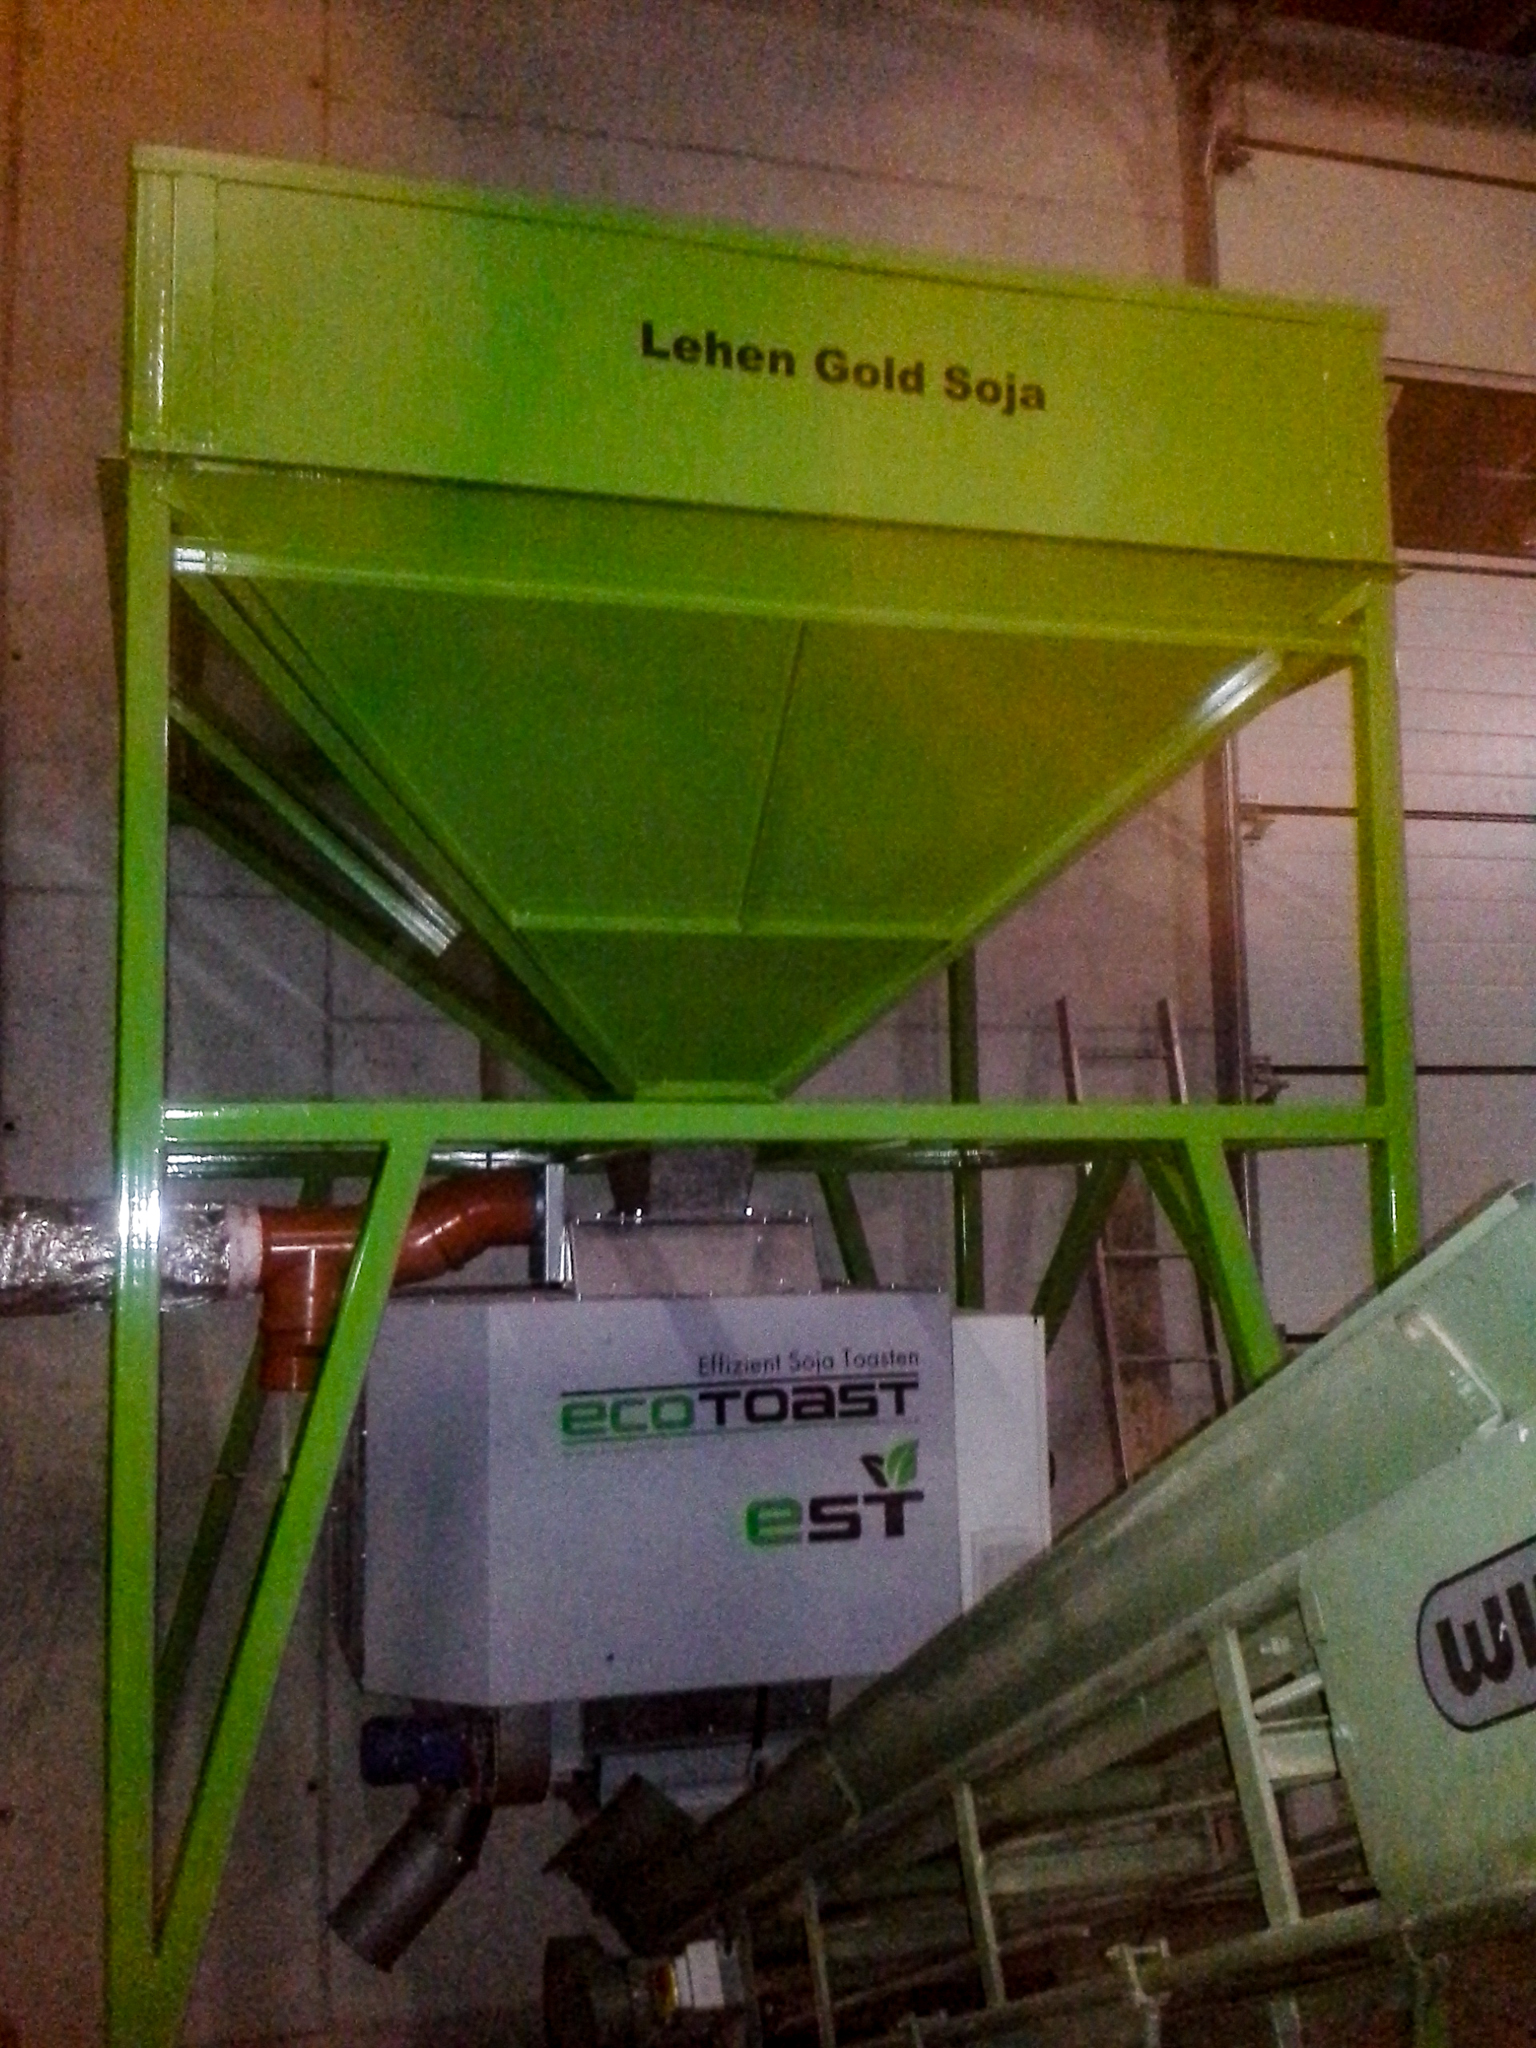 Lehen Gold Soja
Effizient Soja Toasten
ecoToast
esT